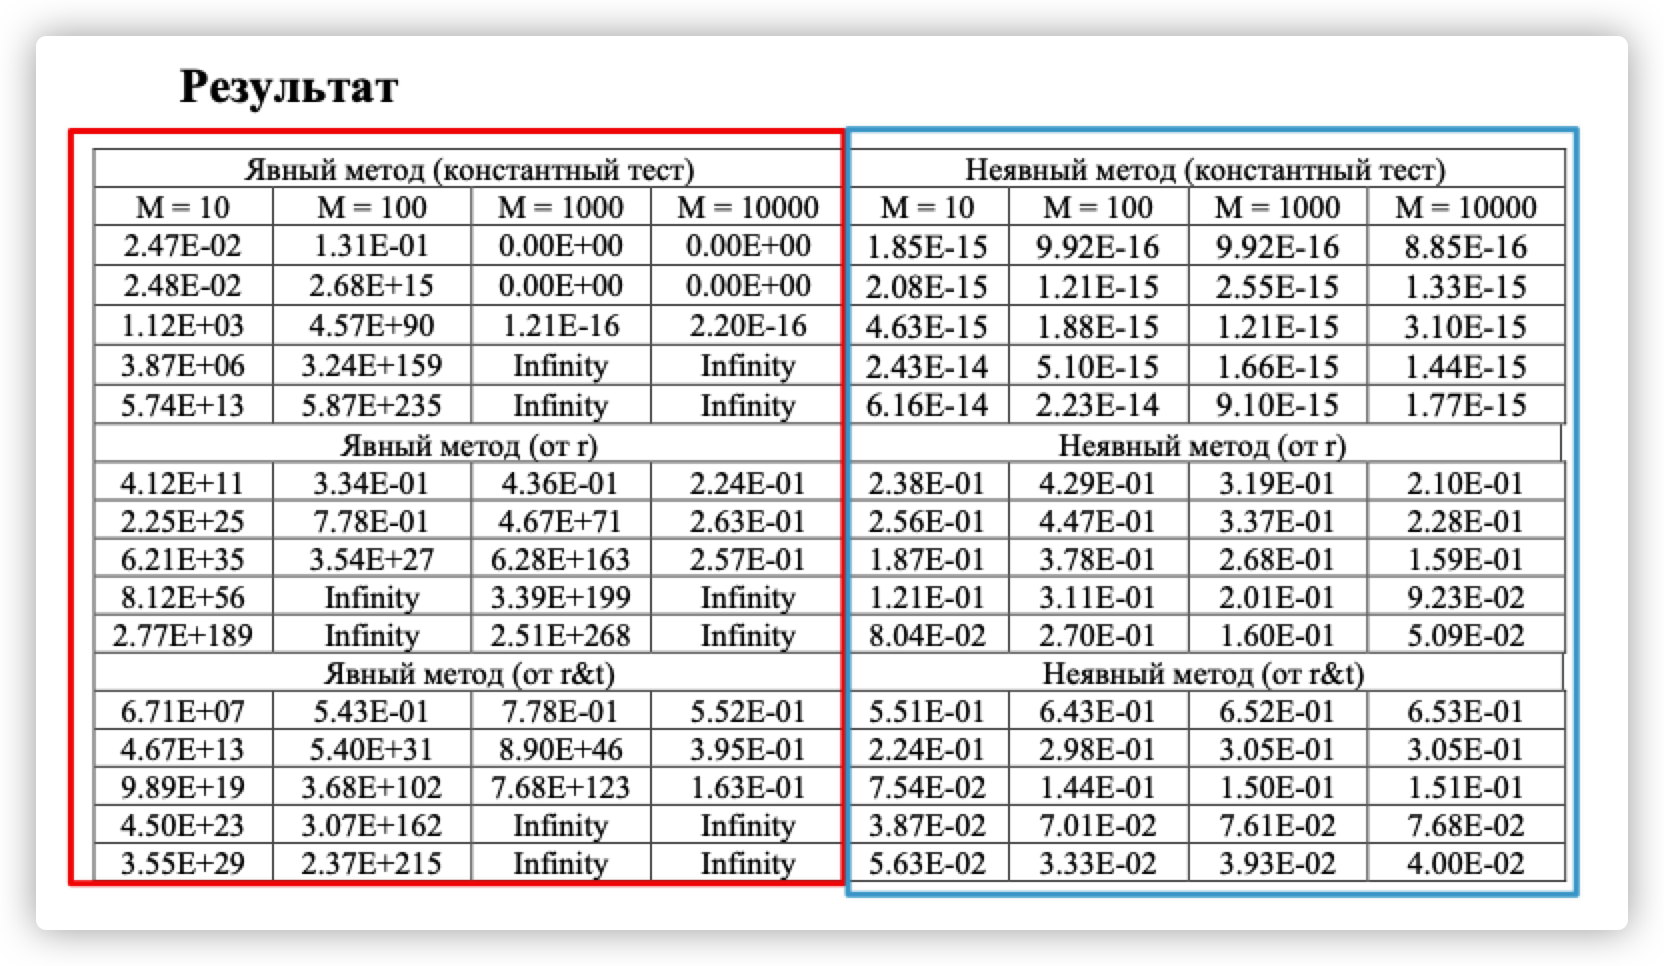 Результат
Явный метод (константный тест) Неявный метод (константный тест)
M = 10 M = 100 M = 1000 M = 10000 M = 10 M = 100 M = 1000 M = 10000
2.47E-02 1.31E-01 0.00E+00 0.00E+00 1.85E-15 9.92E-16 9.92E-16 8.85E-16
2.48E-02 2.68E+15 0.00E+00 0.00E+00 2.08E-15 1.21E-15 2.55E-15 1.33E-15
1.12E+03 4.57E+90 1.21E-16 2.20E-16 4.63E-15 1.88E-15 1.21E-15 3.10E-15
3.87E+06 3.24E+159 Infinity Infinity 2.43E-14 5.10E-15 1.66E-15 1.44E-15
5.74E+13 5.87E+235 Infinity Infinity 6.16E-14 2.23E-14 9.10E-15 1.77E-15
Явный метод (от r) Неявный метод (от r)
4.12E+11 3.34E-01 4.36E-01 2.24E-01 2.38E-01 4.29E-01 3.19E-01 2.10E-01
2.25E+25 7.78E-01 4.67E+71 2.63E-01 2.56E-01 4.47E-01 3.37E-01 2.28E-01
6.21E+35 3.54E+27 6.28E+163 2.57E-01 1.87E-01 3.78E-01 2.68E-01 1.59E-01
8.12E+56 Infinity 3.39E+199 Infinity 1.21E-01 3.11E-01 2.01E-01 9.23E-02
2.77E+189 Infinity 2.51E+268 Infinity 8.04E-02 2.70E-01 1.60E-01 5.09E-02
Явный метод (от r&t) Неявный метод (от r&t)
6.71E+07 5.43E-01 7.78E-01 5.52E-01 5.51E-01 6.43E-01 6.52E-01 6.53E-01
4.67E+13 5.40E+31 8.90E+46 3.95E-01 2.24E-01 2.98E-01 3.05E-01 3.05E-01
9.89E+19 3.68E+102 7.68E+123 1.63E-01 7.54E-02 1.44E-01 1.50E-01 1.51E-01
4.50E+23 3.07E+162 Infinity Infinity 3.87E-02 7.01E-02 7.61E-02 7.68E-02
3.55E+29 2.37E+215 Infinity Infinity 5.63E-02 3.33E-02 3.93E-02 4.00E-02